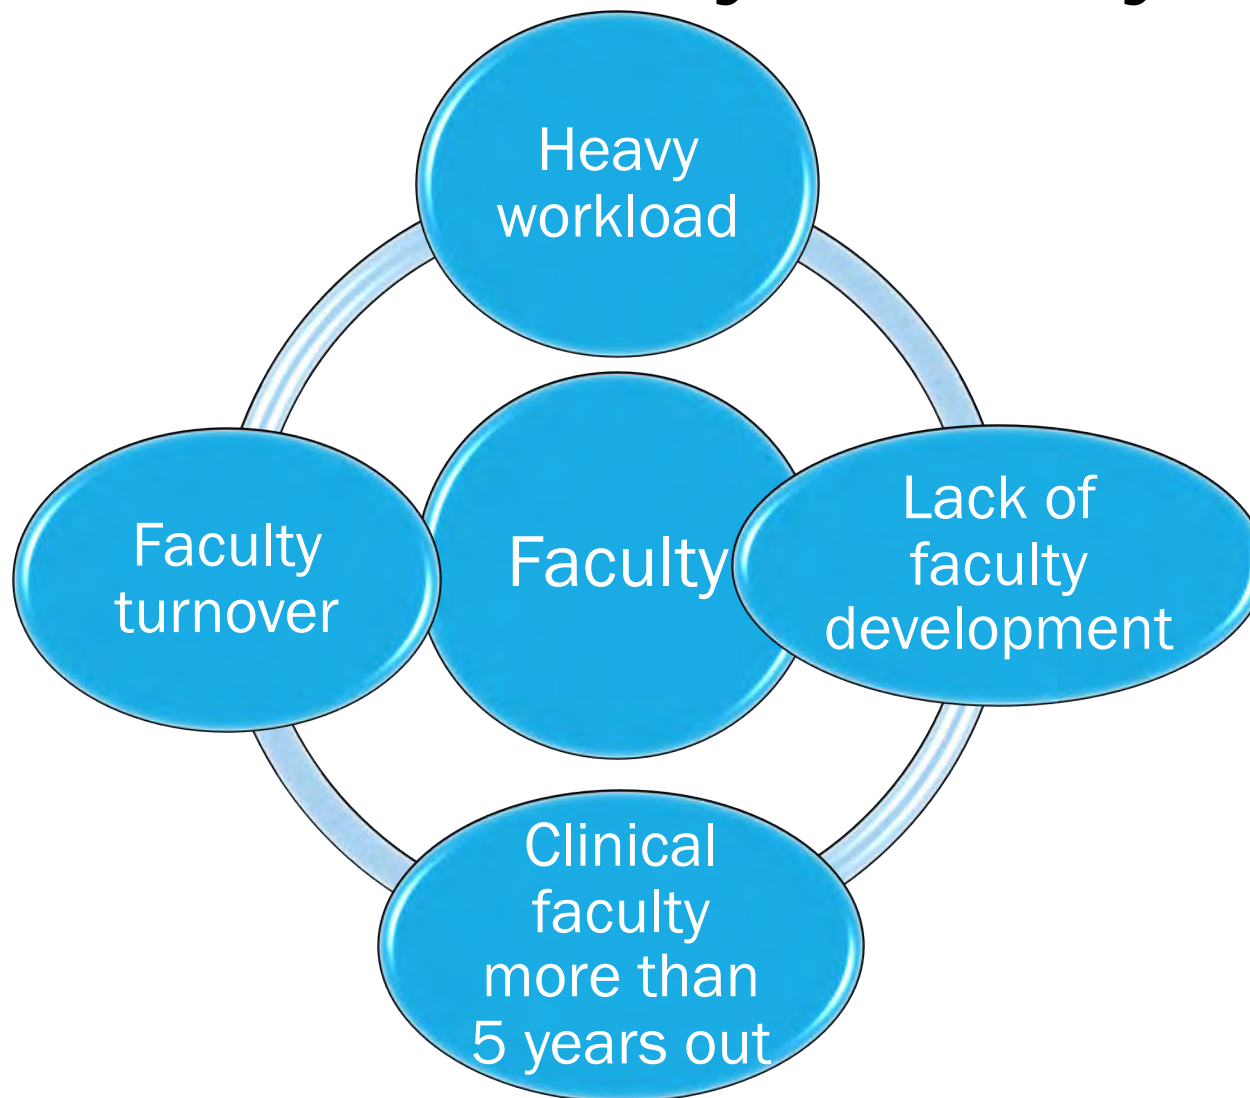 Heavy
workload
Faculty
turnover
Faculty
Lack of
faculty
development
Clinical
faculty
more than
5 years out